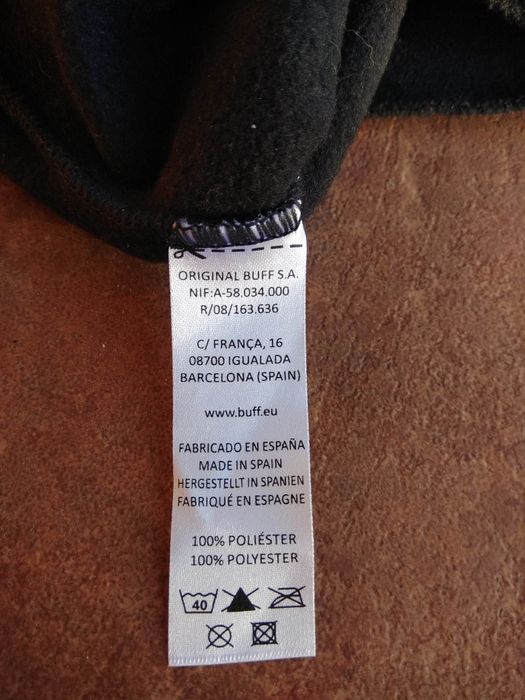 ORIGINAL BUFF S.A.
NIF:A-58.034.000
R/08/163.636
C/ FRANÇA, 16
08700 IGUALADA
BARCELONA (SPAIN)
www.buff.eu
FABRICADO EN ESPAÑA
MADE IN SPAIN
HERGESTELLT IN SPANIEN
FABRIQUÉ EN ESPAGNE
100% POLIÉSTER
100% POLYESTER
40